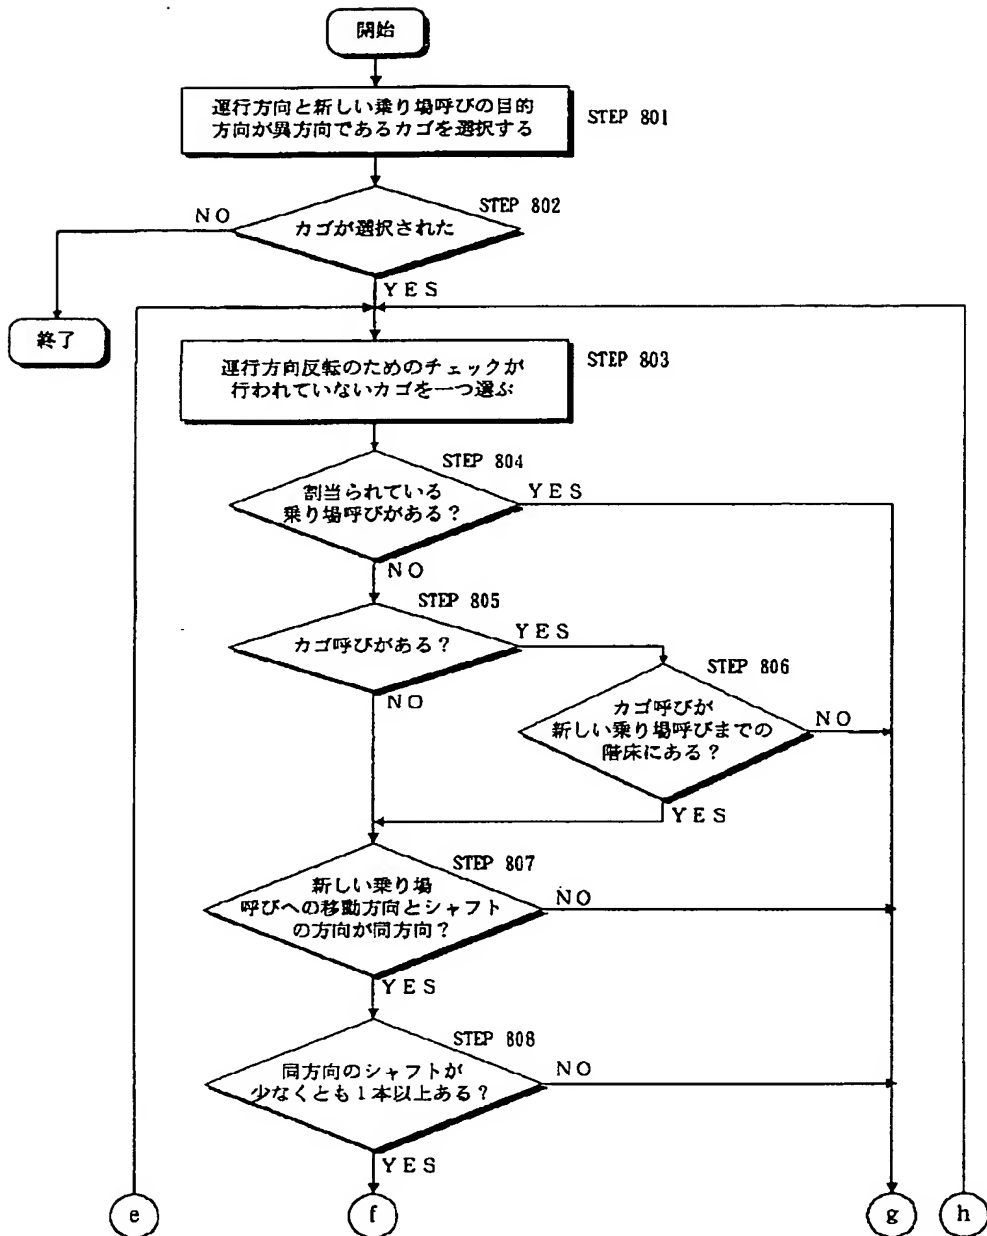 開始
運行方向と新しい乗り場呼びの目的
方向が異方向であるカゴを選択する
STEP 801
STEP 802
NO
カゴが選択された
YES
終了
運行方向反転のためのチェックが
行われていないカゴを一つ選ぶ
STEP 803
STEP 804
割当られている
乗り場呼びがある？
YES
NO
STEP 805
カゴ呼びがある？
YES
NO
STEP 806
カゴ呼びが
新しい乗り場呼びまでの
階床にある？
NO
YES
STEP 807
新しい乗り場
呼びへの移動方向とシャフト
の方向が同方向？
NO
YES
STEP 808
同方向のシャフトが
少なくとも1本以上ある？
NO
YES
e
f
g
h